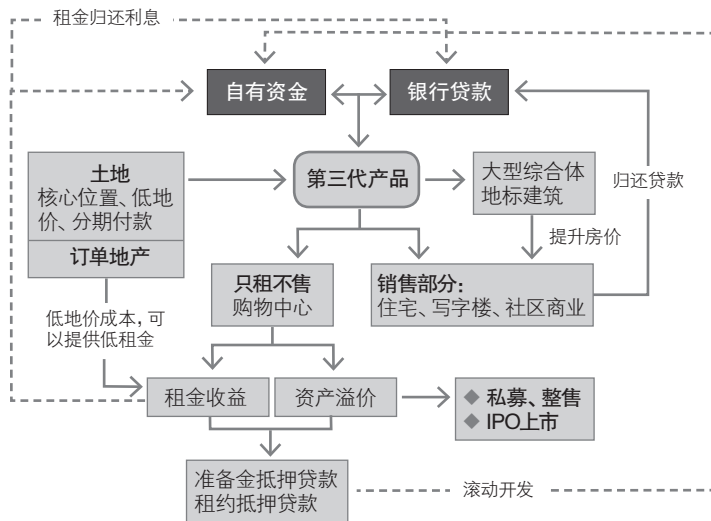 租金归还利息
自有资金
银行贷款
土地
核心位置、低地
价、分期付款
订单地产
第三代产品
大型综合体
地标建筑
归还贷款
提升房价
只租不售
购物中心
销售部分：
住宅、写字楼、社区商业
低地价成本，可
以提供低租金
租金收益
资产溢价
◆ 私募、整售
◆ IPO上市
准备金抵押贷款
租约抵押贷款
滚动开发